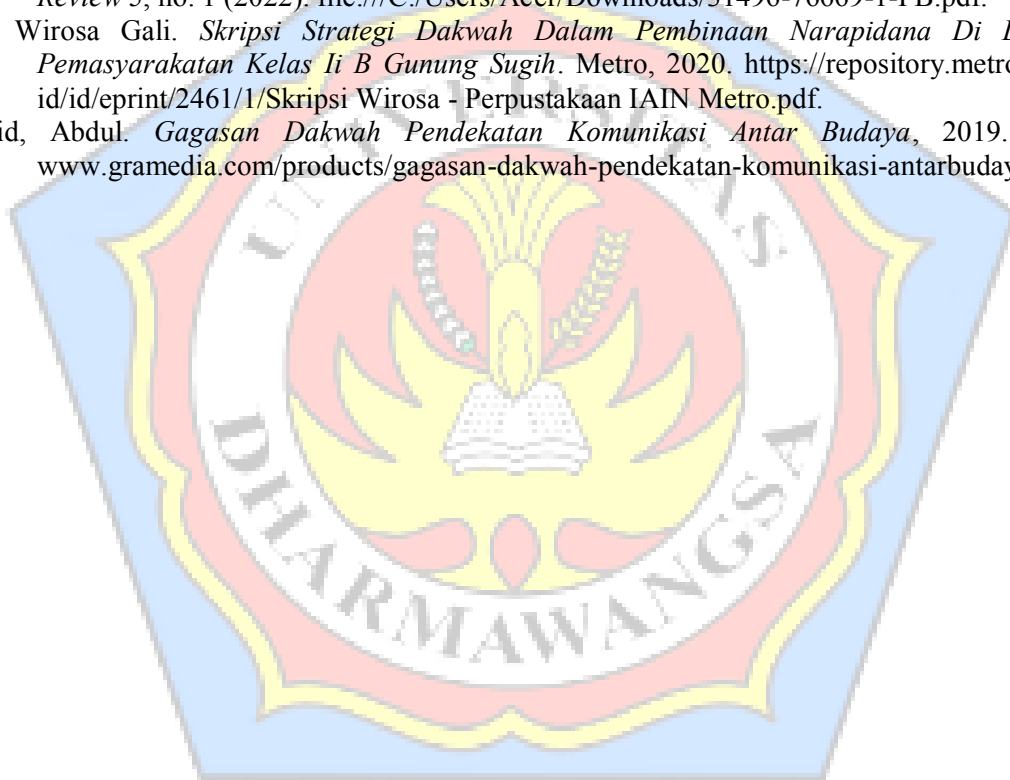 Review 5, no. 1 (2022). file:///C:/Users/Acer/Downloads/31496-76669-1-PB.pdf.
Wirosa Gali. Skripsi Strategi Dakwah Dalam Pembinaan Narapidana Di
Pemasyarakatan Kelas Ii B Gunung Sugih. Metro, 2020. https://repository.metro
id/id/eprint/2461/1/Skripsi Wirosa - Perpustakaan IAIN Metro.pdf.
id, Abdul. Gagasan Dakwah Pendekatan Komunikasi Antar Budaya, 2019.
www.gramedia.com/products/gagasan-dakwah-pendekatan-komunikasi-antarbuday
UNIVERSITAS
DHARMAWANGSA